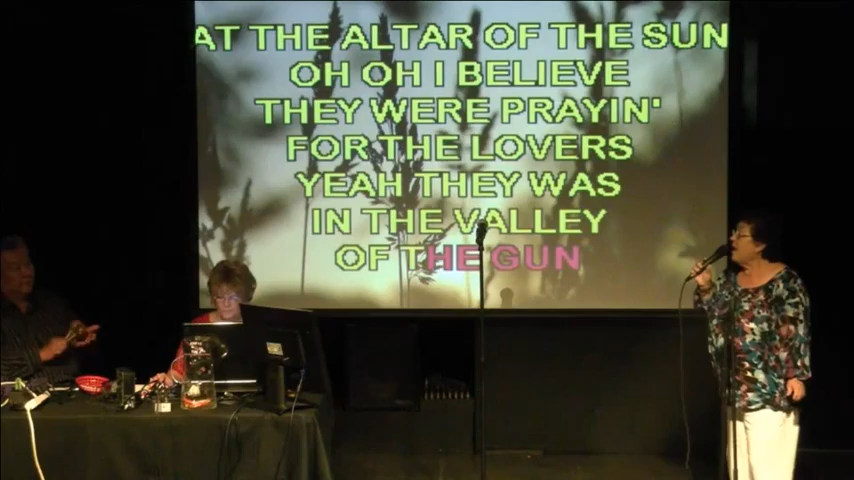 AT THE ALTAR OF THE SUN
OH OH I BELIEVE
THEY WERE PRAYIN'
FOR THE LOVERS
YEAH THEY WAS
IN THE VALLEY
OF THE GUN